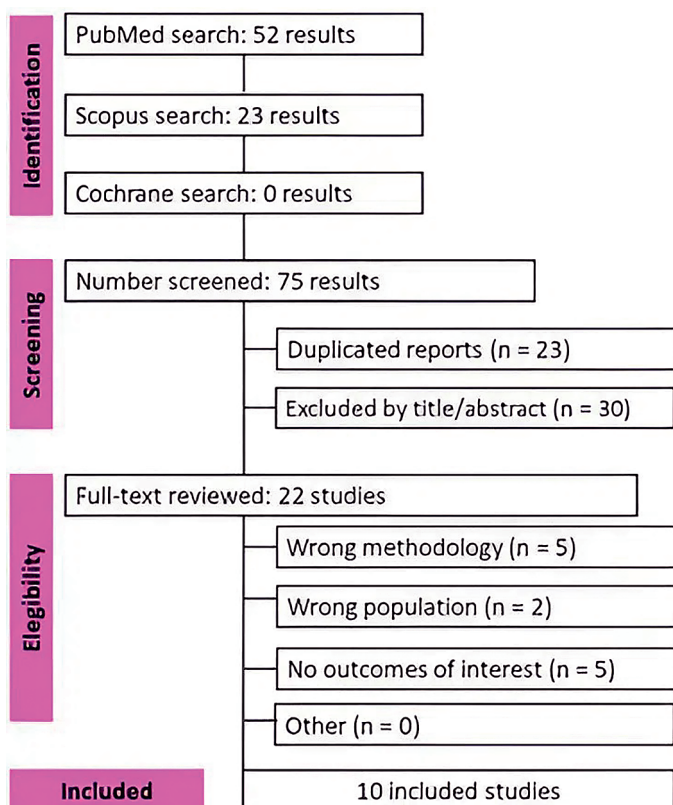 Identification
PubMed search: 52 results
Scopus search: 23 results
Cochrane search: 0 results
Screening
Number screened: 75 results
Duplicated reports (n = 23)
Excluded by title/abstract (n = 30)
Elegibility
Full-text reviewed: 22 studies
Wrong methodology (n = 5)
Wrong population (n = 2)
No outcomes of interest (n = 5)
Other (n = 0)
Included
10 included studies